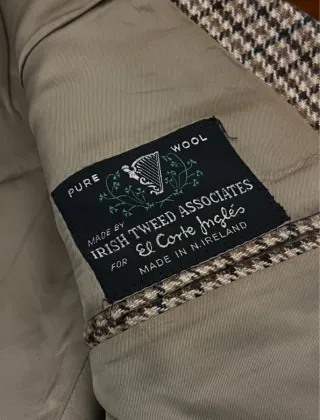 PURE WOOL
MADE BY
IRISH TWEED ASSOCIATES
FOR El Corte Inglés
MADE IN N.IRELAND